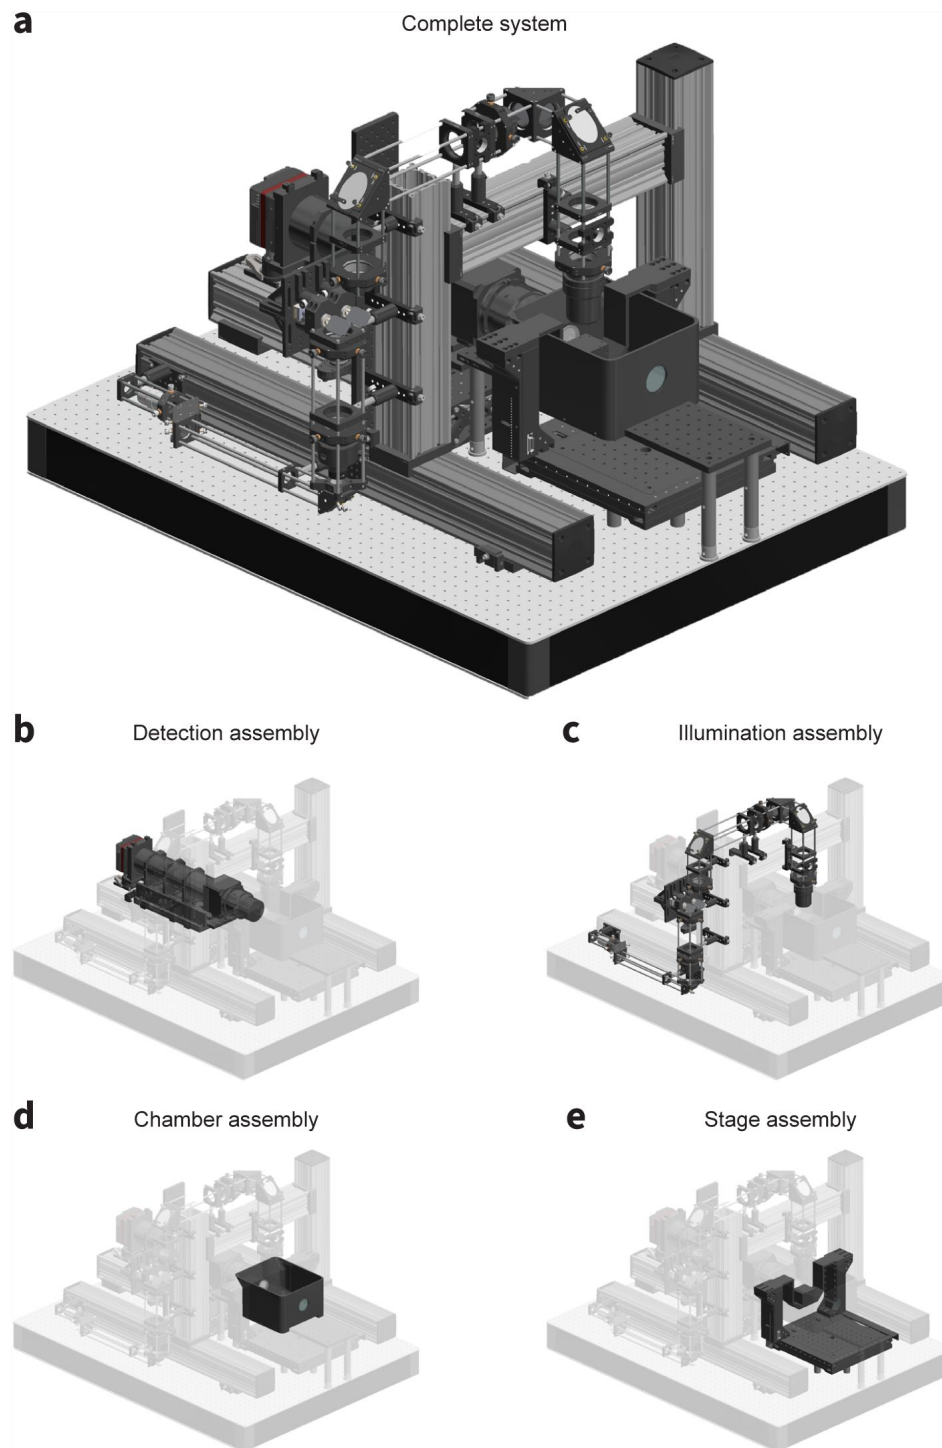 a
Complete system
b
Detection assembly
c
Illumination assembly
d
Chamber assembly
e
Stage assembly